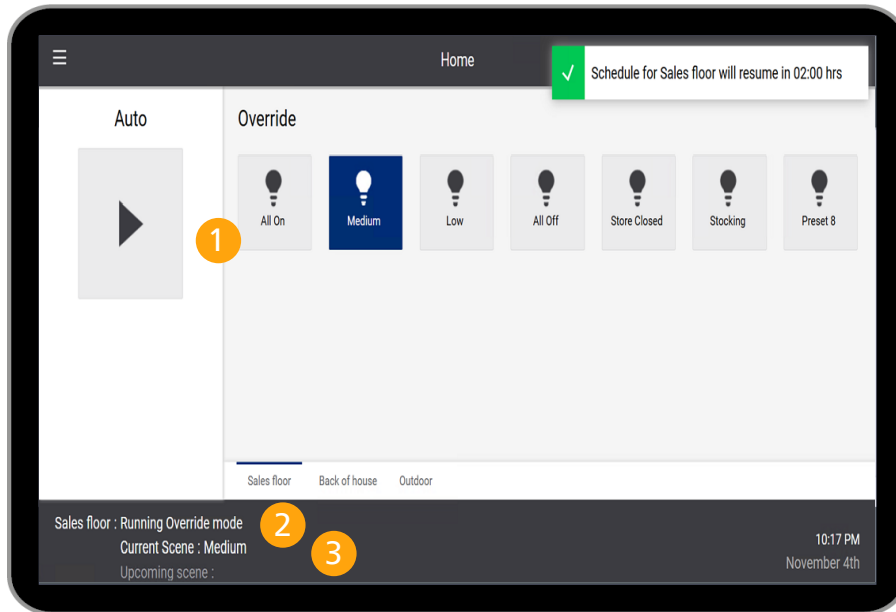 Home
Schedule for Sales floor will resume in 02:00 hrs
Auto
Override
All On
Medium
Low
All Off
Store Closed
Stocking
Preset 8
1
Sales floor
Back of house
Outdoor
Sales floor : Running Override mode
2
Current Scene : Medium
3
Upcoming scene :
10:17 PM
November 4th